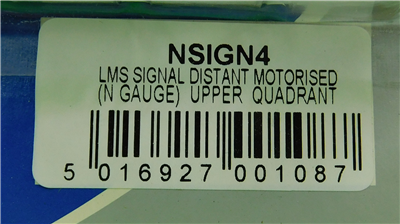 NSIGN4
LMS SIGNAL DISTANT MOTORISED
(N GAUGE) UPPER QUADRANT
5 016927 001087